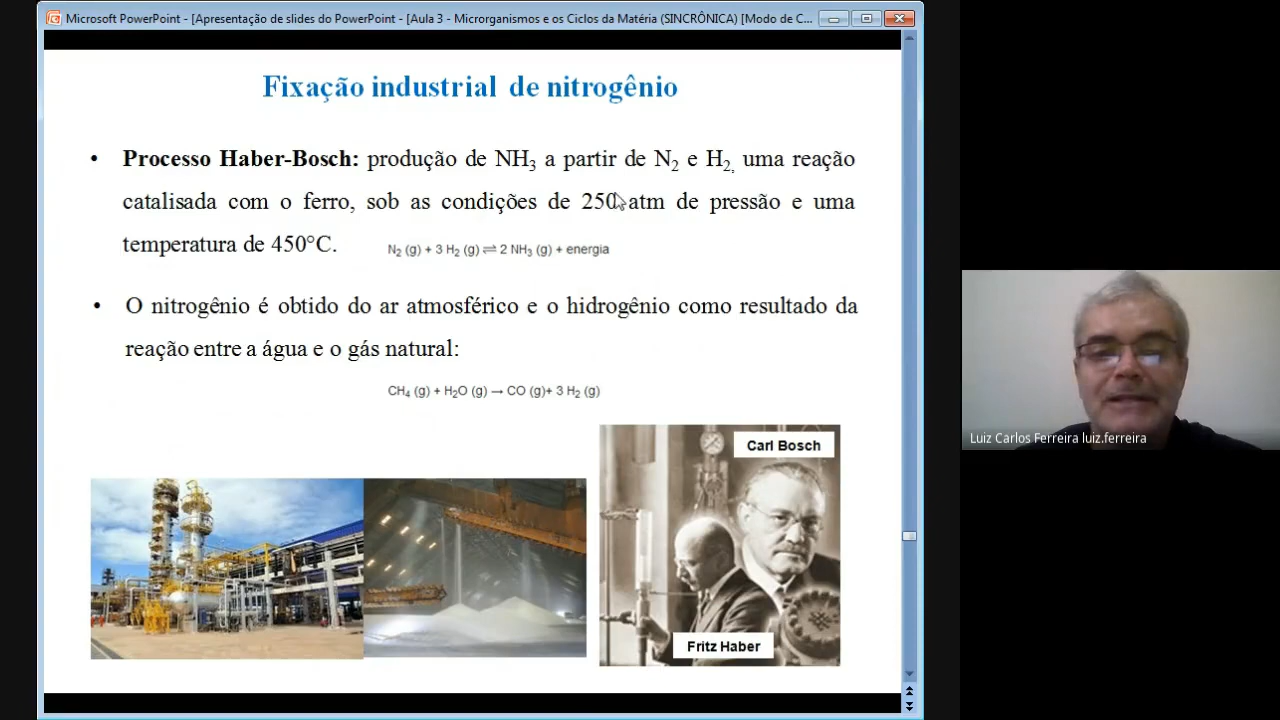 Microsoft PowerPoint - [Apresentação de slides do PowerPoint - [Aula 3 - Microrganismos e os Ciclos da Matéria (SINCRÔNICA) [Modo de C...
Fixação industrial de nitrogênio
• Processo Haber-Bosch: produção de NH₃ a partir de N₂ e H₂, uma reação
catalisada com o ferro, sob as condições de 250 atm de pressão e uma
temperatura de 450°C.
N₂ (g) + 3 H₂ (g) ⇌ 2 NH₃ (g) + energia
• O nitrogênio é obtido do ar atmosférico e o hidrogênio como resultado da
reação entre a água e o gás natural:
CH₄ (g) + H₂O (g) → CO (g)+ 3 H₂ (g)
Carl Bosch
Fritz Haber
Luiz Carlos Ferreira luiz.ferreira